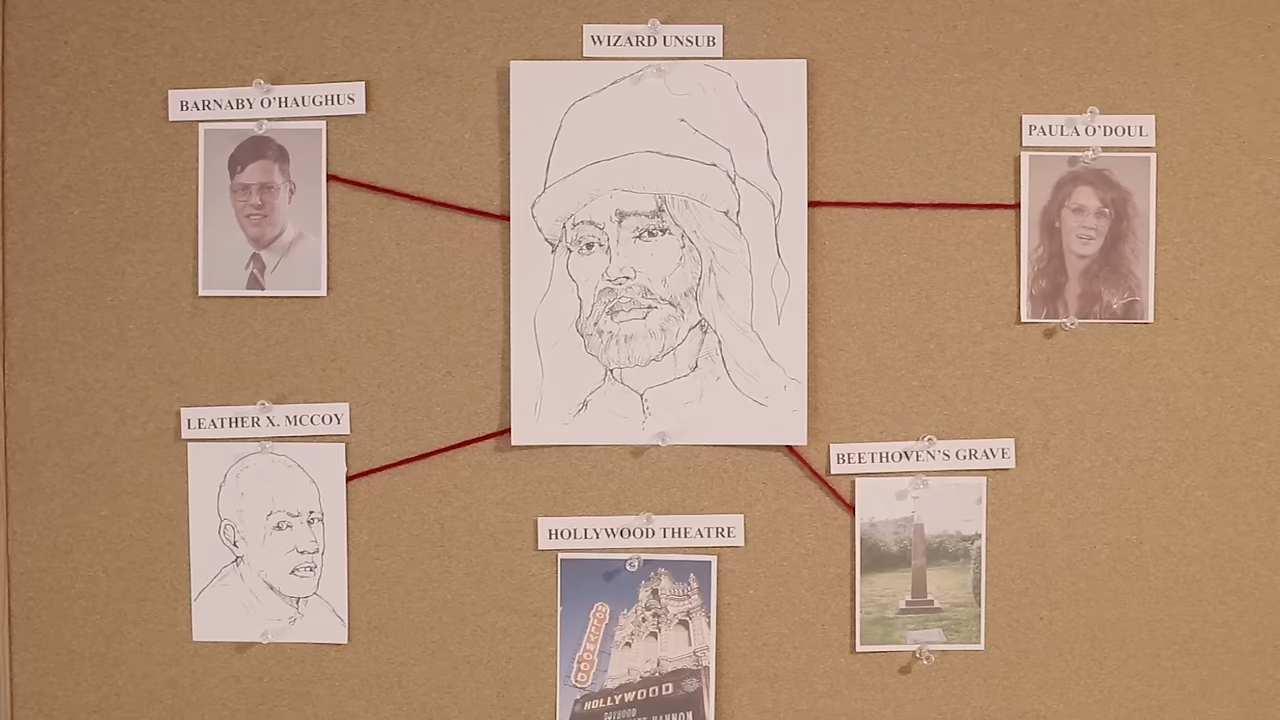 WIZARD UNSUB
BARNABY O'HAUGHUS
PAULA O'DOUL
LEATHER X. MCCOY
BEETHOVEN'S GRAVE
HOLLYWOOD THEATRE
HOLLYWOOD
HOLLYWOOD